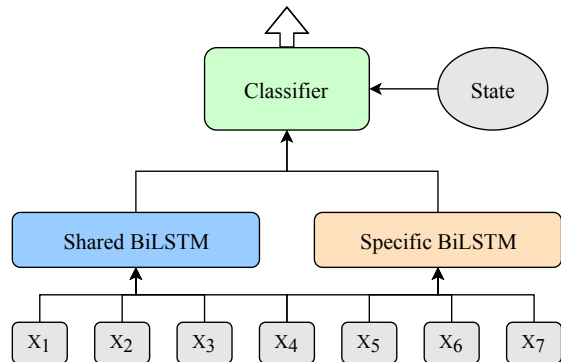 Classifier
State
Shared BiLSTM
Specific BiLSTM
X1 X2 X3 X4 X5 X6 X7